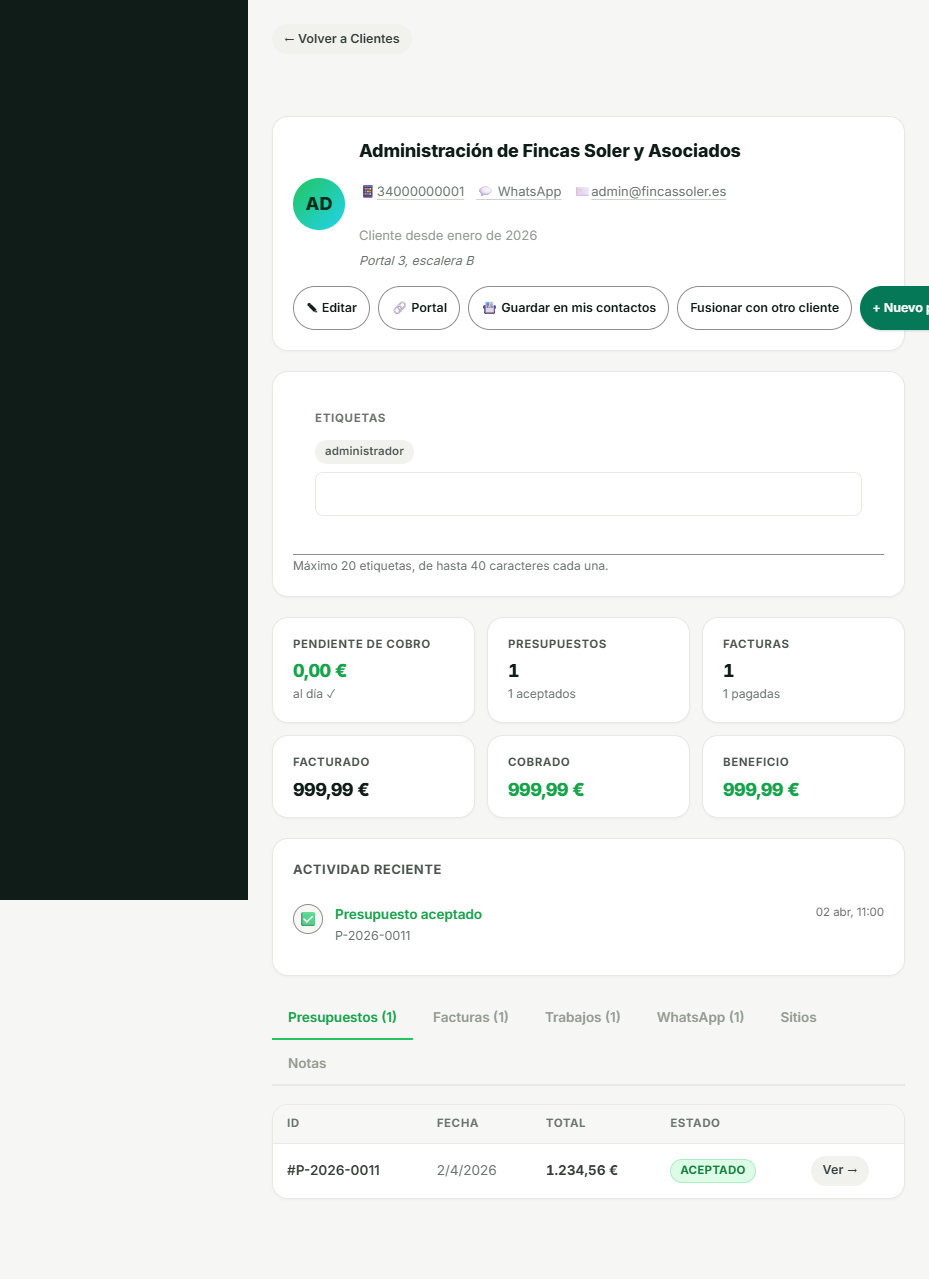 ← Volver a Clientes
Administración de Fincas Soler y Asociados
AD
34000000001 WhatsApp admin@fincassoler.es
Cliente desde enero de 2026
Portal 3, escalera B
Editar Portal Guardar en mis contactos Fusionar con otro cliente + Nuevo
ETIQUETAS
administrador
Máximo 20 etiquetas, de hasta 40 caracteres cada una.
PENDIENTE DE COBRO PRESUPUESTOS FACTURAS
0,00 € 1 1
al día ✓ 1 aceptados 1 pagadas
FACTURADO COBRADO BENEFICIO
999,99 € 999,99 € 999,99 €
ACTIVIDAD RECIENTE
Presupuesto aceptado 02 abr, 11:00
P-2026-0011
Presupuestos (1) Facturas (1) Trabajos (1) WhatsApp (1) Sitios
Notas
ID FECHA TOTAL ESTADO
#P-2026-0011 2/4/2026 1.234,56 € ACEPTADO Ver →